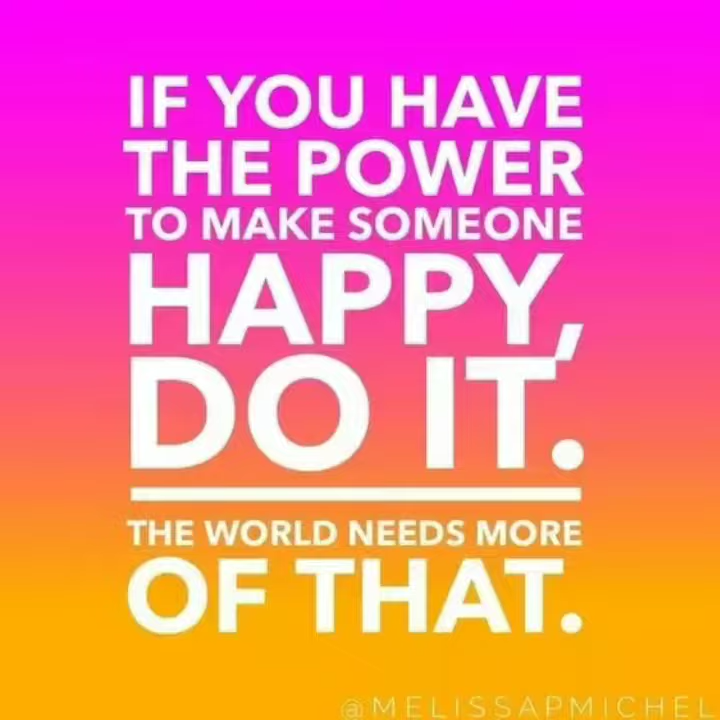 IF YOU HAVE
THE POWER
TO MAKE SOMEONE
HAPPY,
DO IT.
THE WORLD NEEDS MORE
OF THAT.
@MELISSAPMICHEL